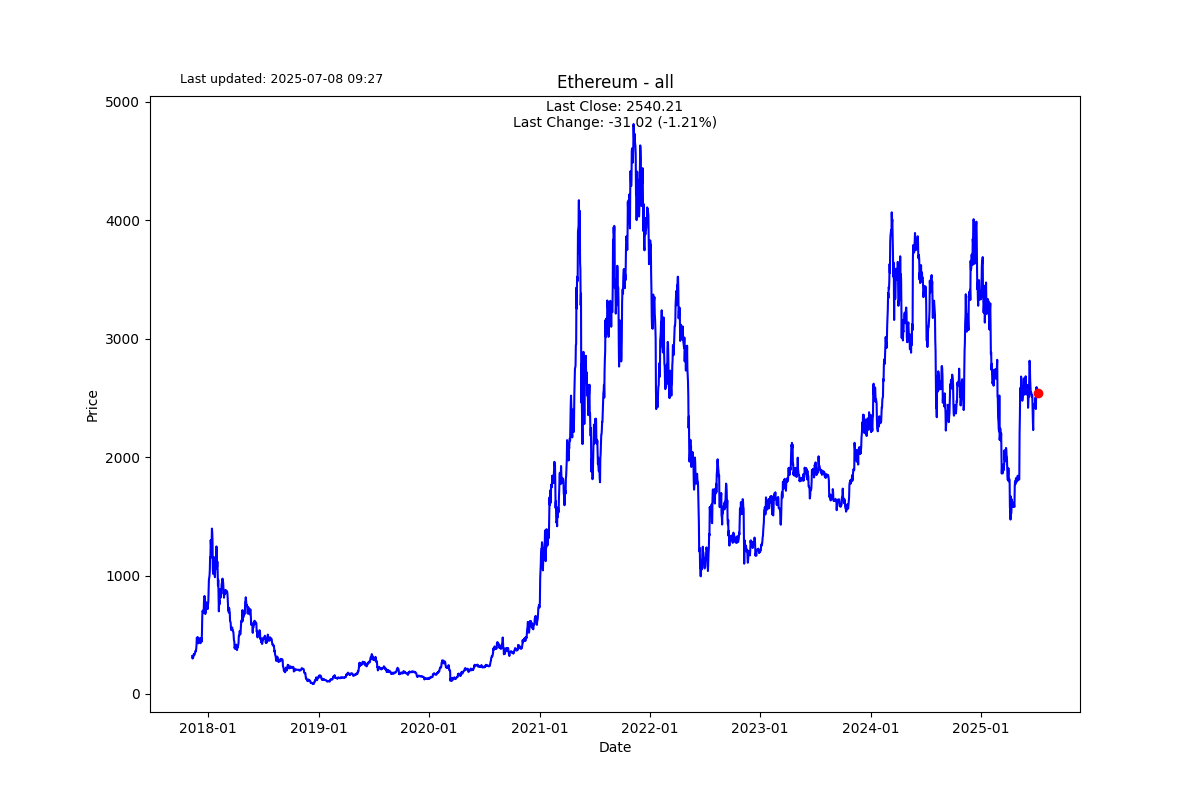 Last updated: 2025-07-08 09:27
Ethereum - all
Last Close: 2540.21
Last Change: -31.02 (-1.21%)
5000
4000
3000
2000
1000
0
Price
2018-01
2019-01
2020-01
2021-01
2022-01
2023-01
2024-01
2025-01
Date